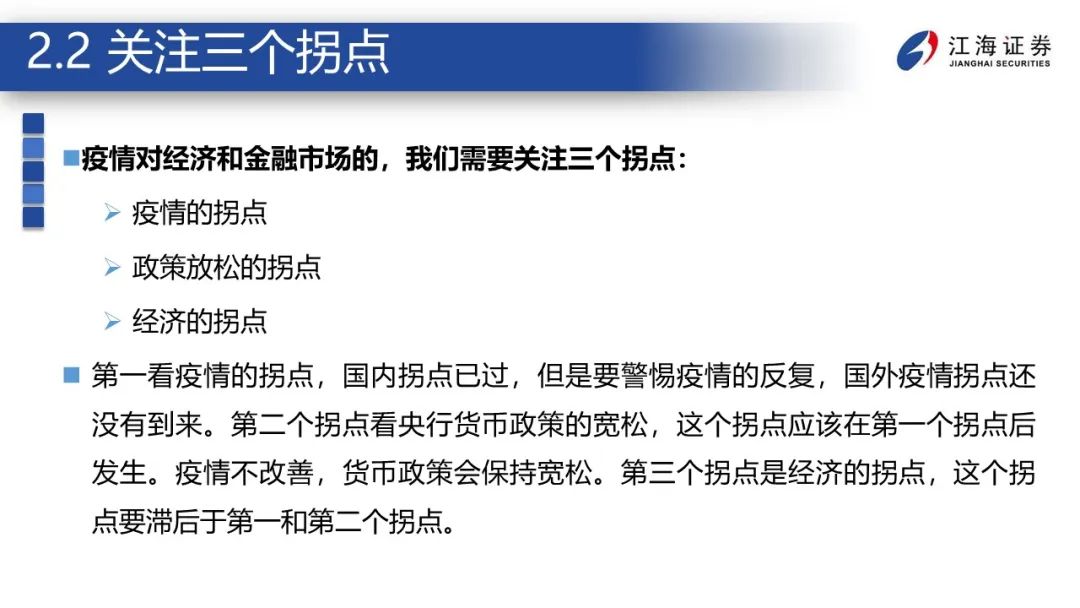 2.2 关注三个拐点
江海证券
JIANGHAI SECURITIES
疫情对经济和金融市场的，我们需要关注三个拐点：
疫情的拐点
政策放松的拐点
经济的拐点
第一看疫情的拐点，国内拐点已过，但是要警惕疫情的反复，国外疫情拐点还
没有到来。第二个拐点看央行货币政策的宽松，这个拐点应该在第一个拐点后
发生。疫情不改善，货币政策会保持宽松。第三个拐点是经济的拐点，这个拐
点要滞后于第一和第二个拐点。